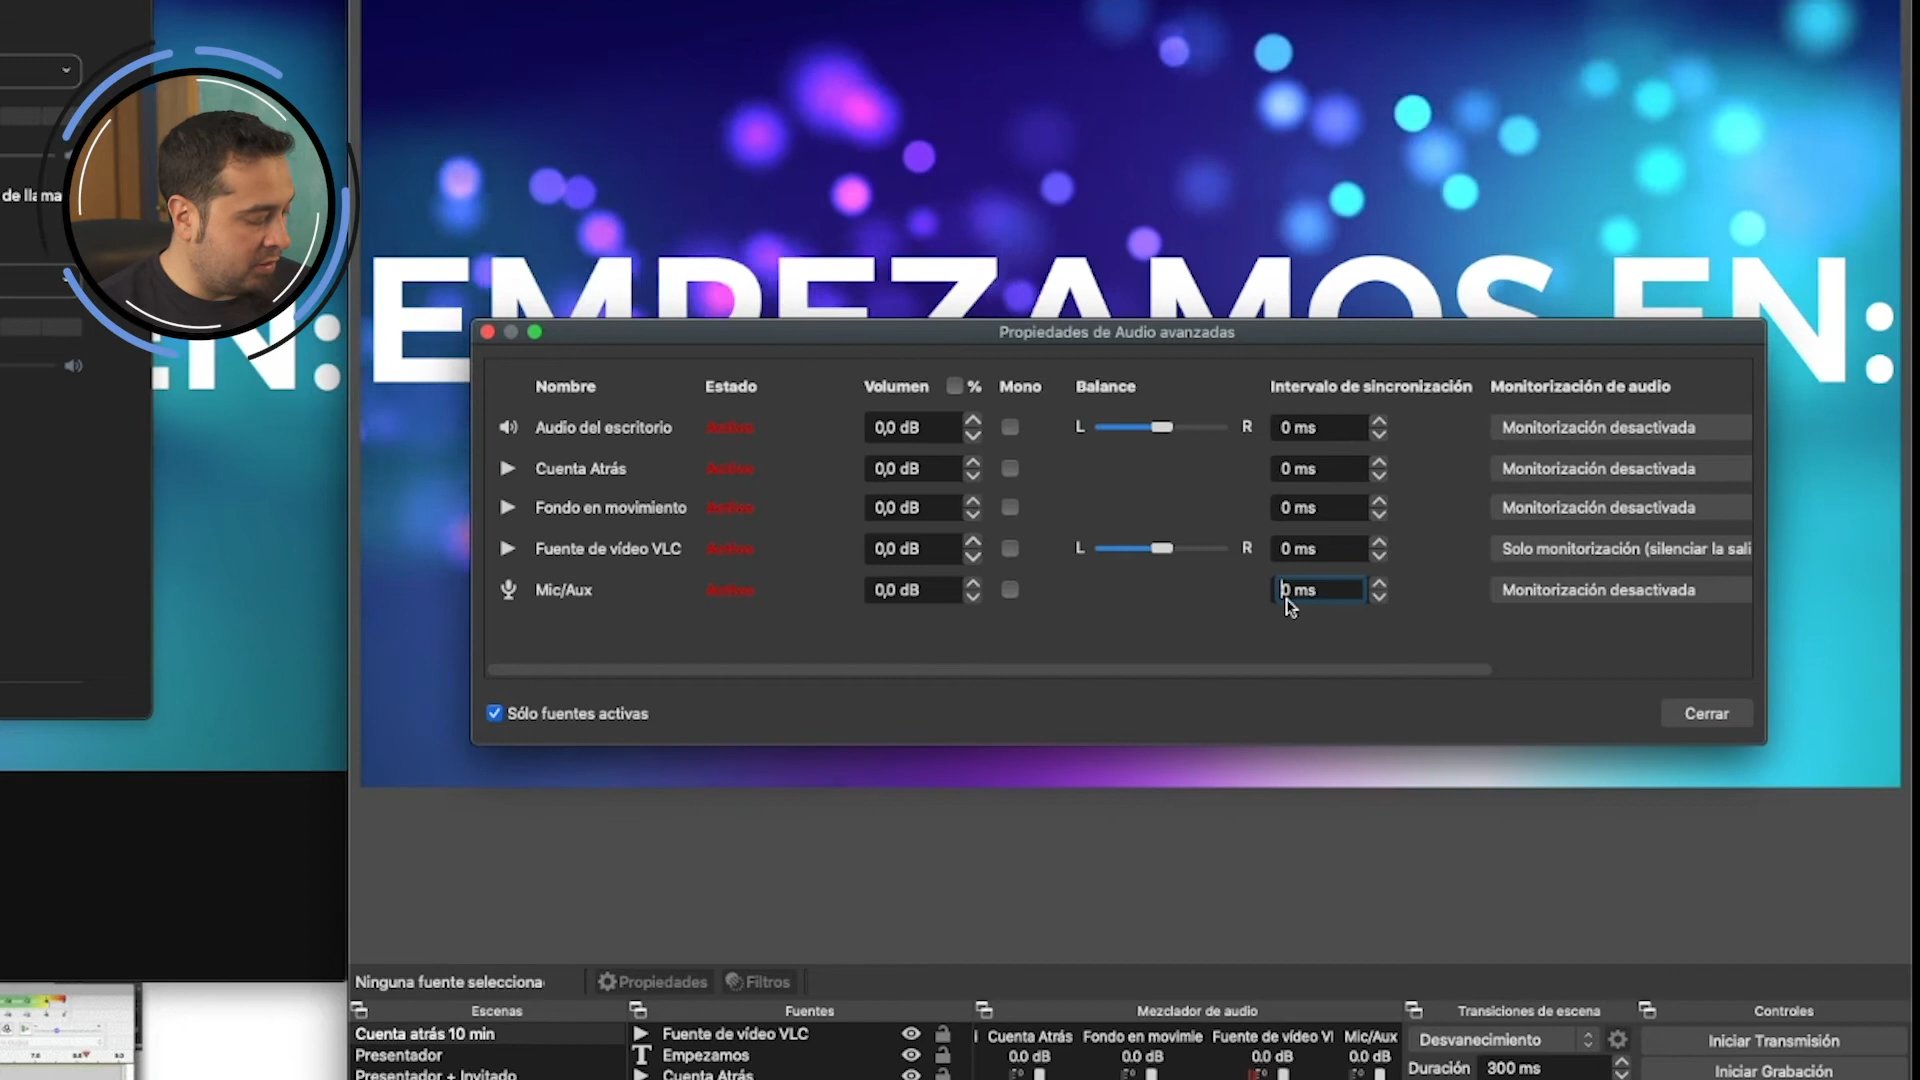 de llama
EMPEZAMOS EN:
EN:
Propiedades de Audio avanzadas
Nombre Estado Volumen % Mono Balance Intervalo de sincronización Monitorización de audio
Audio del escritorio Activo 0,0 dB L R 0 ms Monitorización desactivada
Cuenta Atrás Activo 0,0 dB 0 ms Monitorización desactivada
Fondo en movimiento Activo 0,0 dB 0 ms Monitorización desactivada
Fuente de vídeo VLC Activo 0,0 dB L R 0 ms Solo monitorización (silenciar la sali
Mic/Aux Activo 0,0 dB 0 ms Monitorización desactivada
Sólo fuentes activas Cerrar
Ninguna fuente selecciona Propiedades Filtros
Escenas Fuentes Mezclador de audio Transiciones de escena Controles
Cuenta atrás 10 min Fuente de vídeo VLC Cuenta Atrás Fondo en movimie Fuente de vídeo Vl Mic/Aux Desvanecimiento Iniciar Transmisión
Presentador Empezamos 0.0 dB 0.0 dB 0.0 dB 0.0 dB Duración 300 ms
Presentador + Invitado Cuenta Atrás Iniciar Grabación